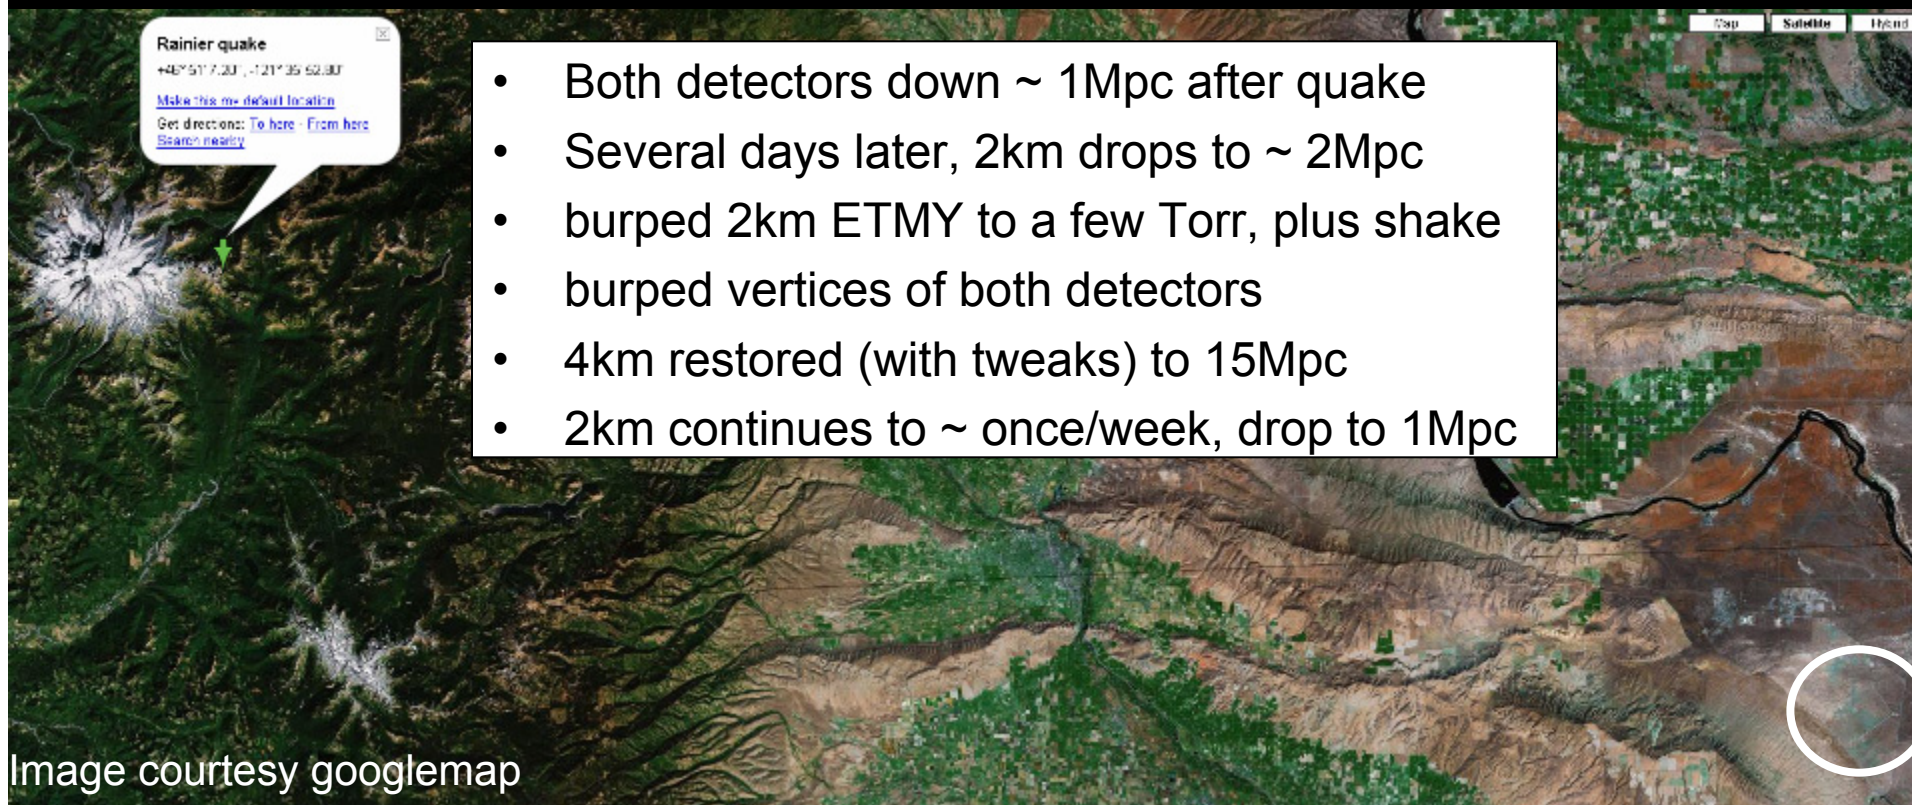 Rainier quake
Make this my default location
Get directions: To here - From here
Search nearby
Map Satellite Hybrid
• Both detectors down ~ 1Mpc after quake
• Several days later, 2km drops to ~ 2Mpc
• burped 2km ETMY to a few Torr, plus shake
• burped vertices of both detectors
• 4km restored (with tweaks) to 15Mpc
• 2km continues to ~ once/week, drop to 1Mpc
Image courtesy googlemap